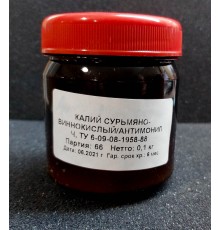 КАЛИЙ СУРЬМЯНО-
ВИННОКИСЛЫЙ/АНТИМОНИЛ
Ч, ТУ 6-09-08-1958-86
Партия: 66 Нетто: 0,1 кг
Дата: 06.2021 г. Гар. срок хр.: 6 мес.